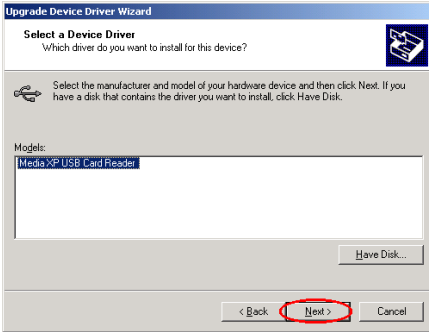 Upgrade Device Driver Wizard
Select a Device Driver
Which driver do you want to install for this device?
Select the manufacturer and model of your hardware device and then click Next. If you
have a disk that contains the driver you want to install, click Have Disk.
Models:
Media XP USB Card Reader
Have Disk...
< Back
Next >
Cancel